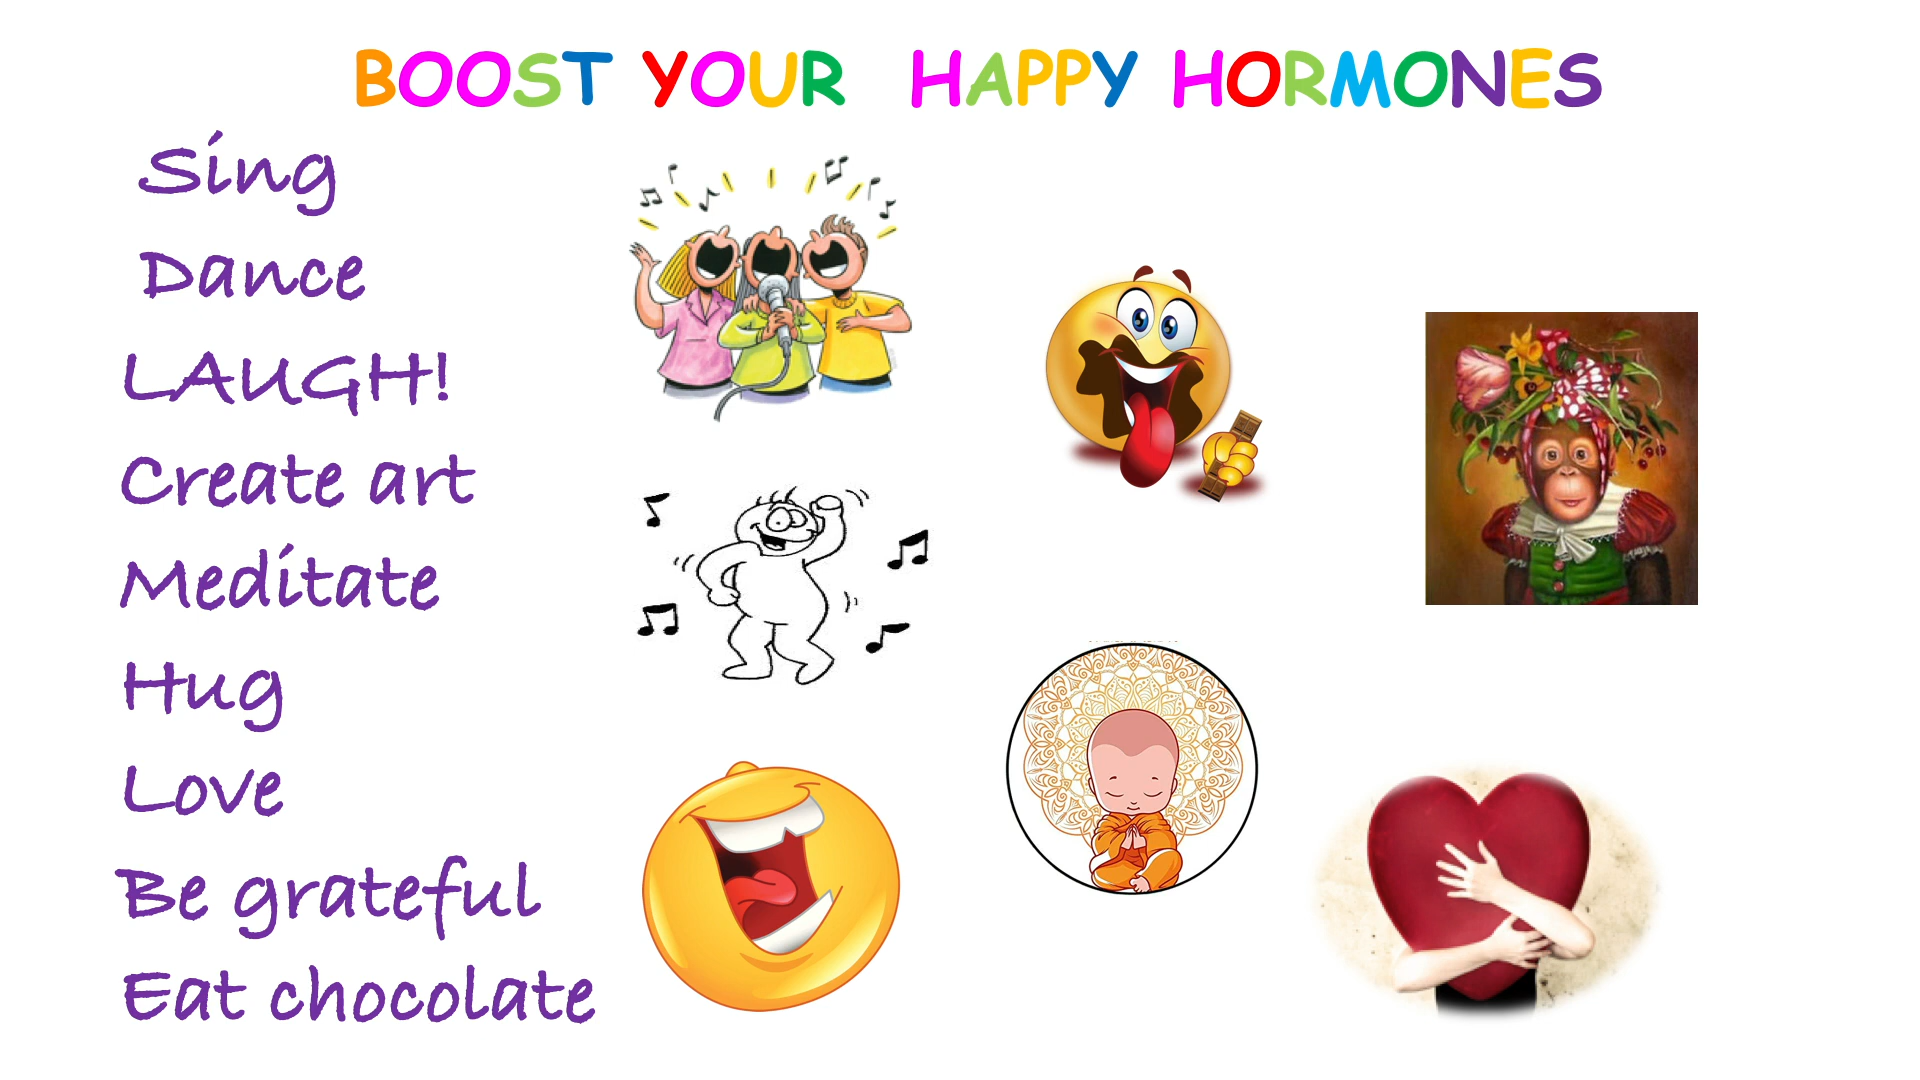 BOOST YOUR HAPPY HORMONES
Sing
Dance
LAUGH!
Create art
Meditate
Hug
Love
Be grateful
Eat chocolate